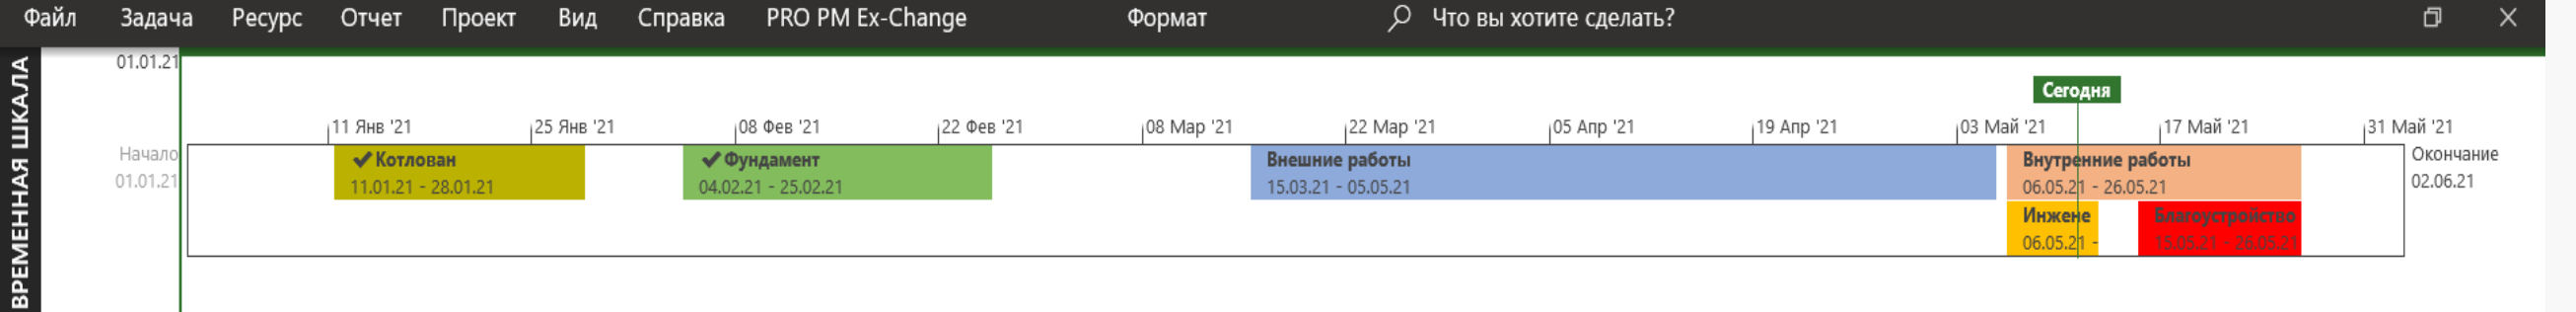 Файл Задача Ресурс Отчет Проект Вид Справка PRO PM Ex-Change Формат Что вы хотите сделать?
ВРЕМЕННАЯ ШКАЛА
01.01.21
Сегодня
11 Янв '21 25 Янв '21 08 Фев '21 22 Фев '21 08 Мар '21 22 Мар '21 05 Апр '21 19 Апр '21 03 Май '21 17 Май '21 31 Май '21
Начало
01.01.21
Котлован
11.01.21 - 28.01.21
Фундамент
04.02.21 - 25.02.21
Внешние работы
15.03.21 - 05.05.21
Внутренние работы
06.05.21 - 26.05.21
Окончание
02.06.21
Инжене
06.05.21 -
Благоустройство
15.05.21 - 26.05.21